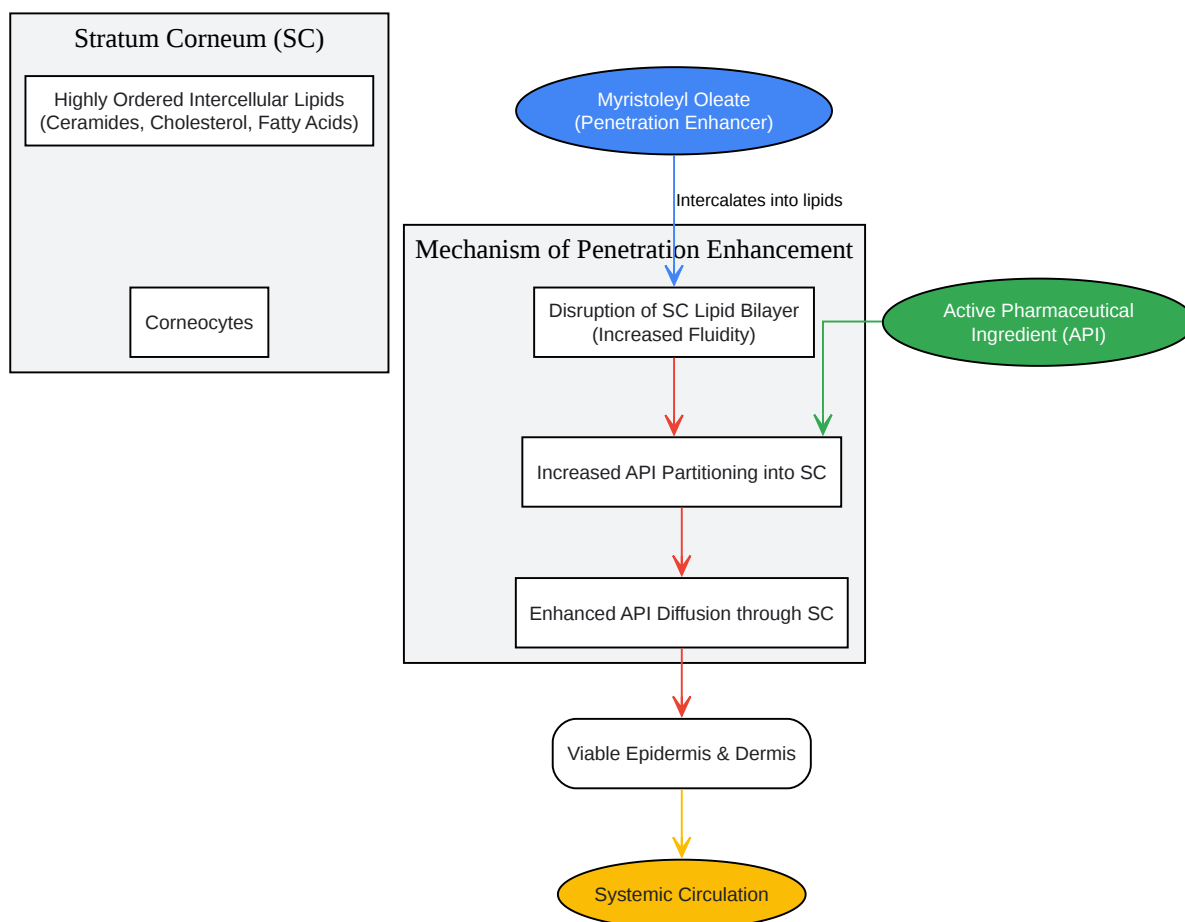 Stratum Corneum (SC)
Highly Ordered Intercellular Lipids
(Ceramides, Cholesterol, Fatty Acids)
Corneocytes
Myristoleyl Oleate
(Penetration Enhancer)
Intercalates into lipids
Mechanism of Penetration Enhancement
Disruption of SC Lipid Bilayer
(Increased Fluidity)
Active Pharmaceutical
Ingredient (API)
Increased API Partitioning into SC
Enhanced API Diffusion through SC
Viable Epidermis & Dermis
Systemic Circulation